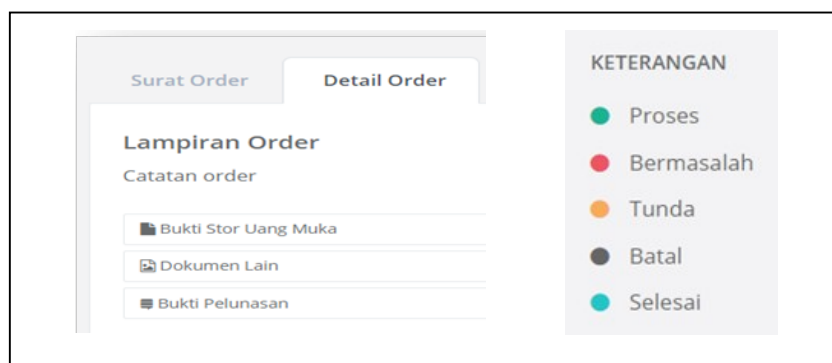 Surat Order
Detail Order
Lampiran Order
Catatan order
Bukti Stor Uang Muka
Dokumen Lain
Bukti Pelunasan
KETERANGAN
Proses
Bermasalah
Tunda
Batal
Selesai